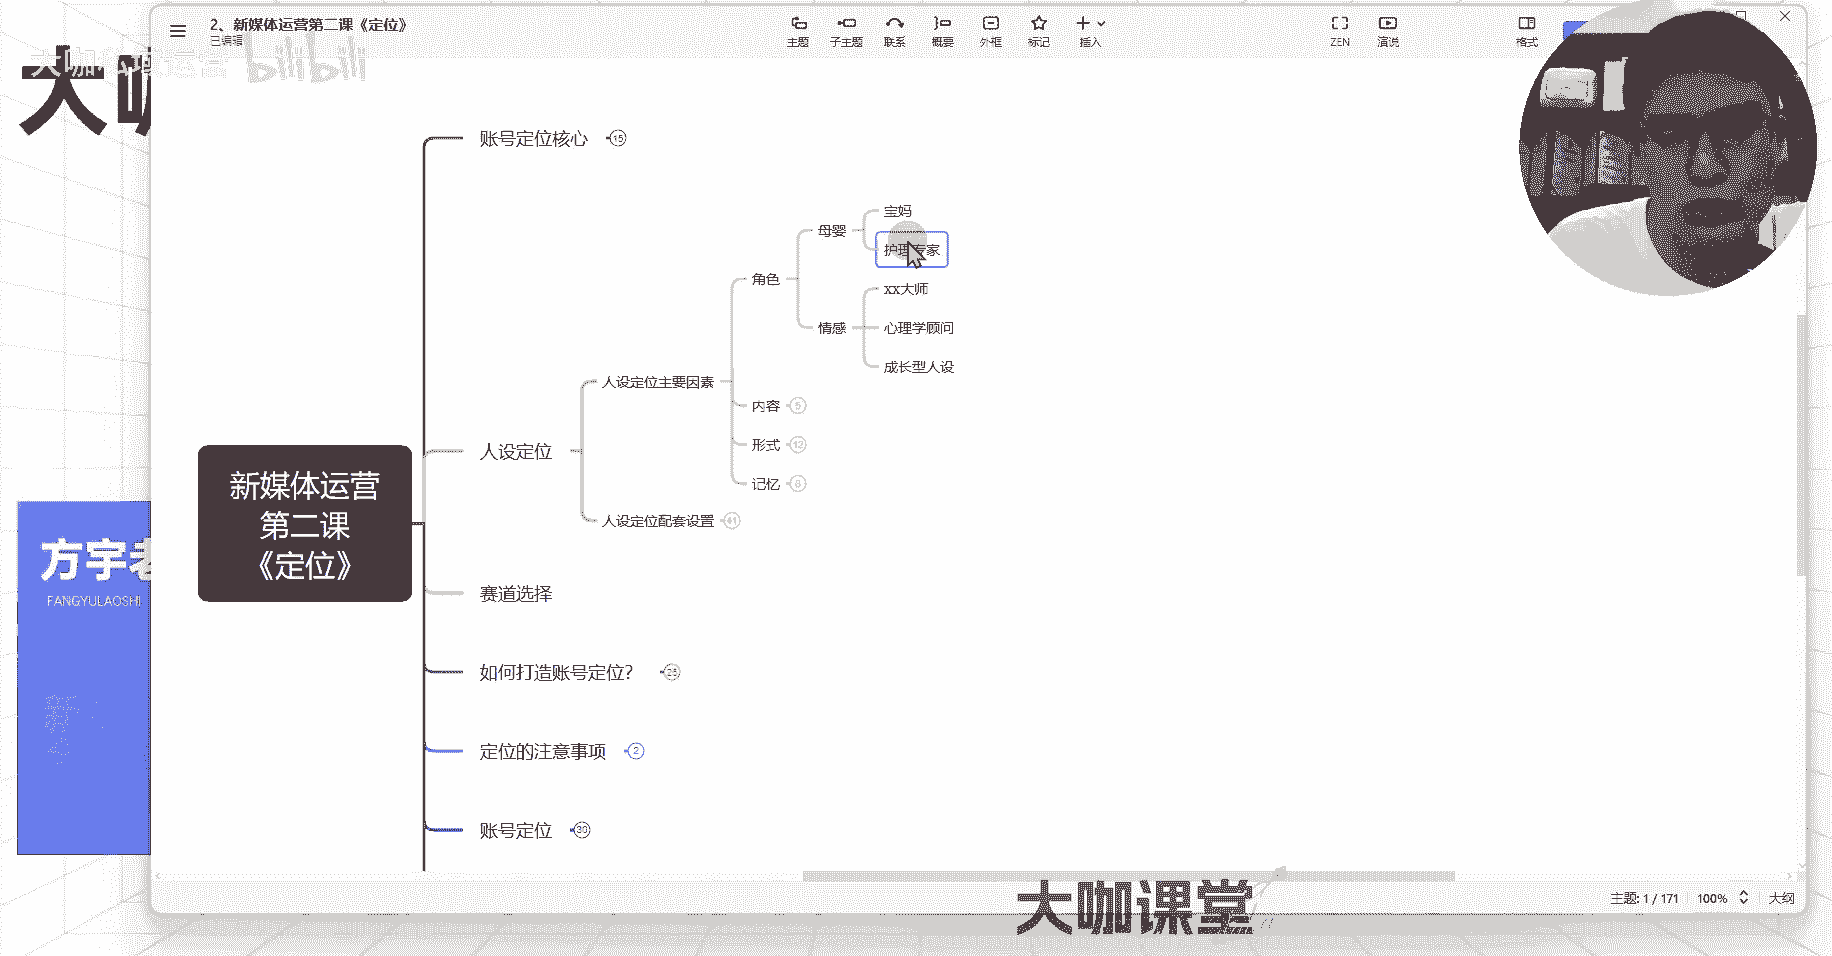 2、新媒体运营第二课《定位》
已编辑
主题
子主题
联系
概要
外框
标记
插入
ZEN
演说
格式
大咖私域运营
bilibili
大咖
账号定位核心 15
宝妈
母婴
护理专家
角色
xx大师
情感
心理学顾问
成长型人设
人设定位主要因素
内容 5
形式 12
人设定位
记忆 8
人设定位配套设置 41
新媒体运营
第二课
《定位》
方宇老
FANGYULAOSHI
赛道选择
如何打造账号定位?
定位的注意事项 2
账号定位 30
大咖课堂
主题: 1 / 171
100%
大纲